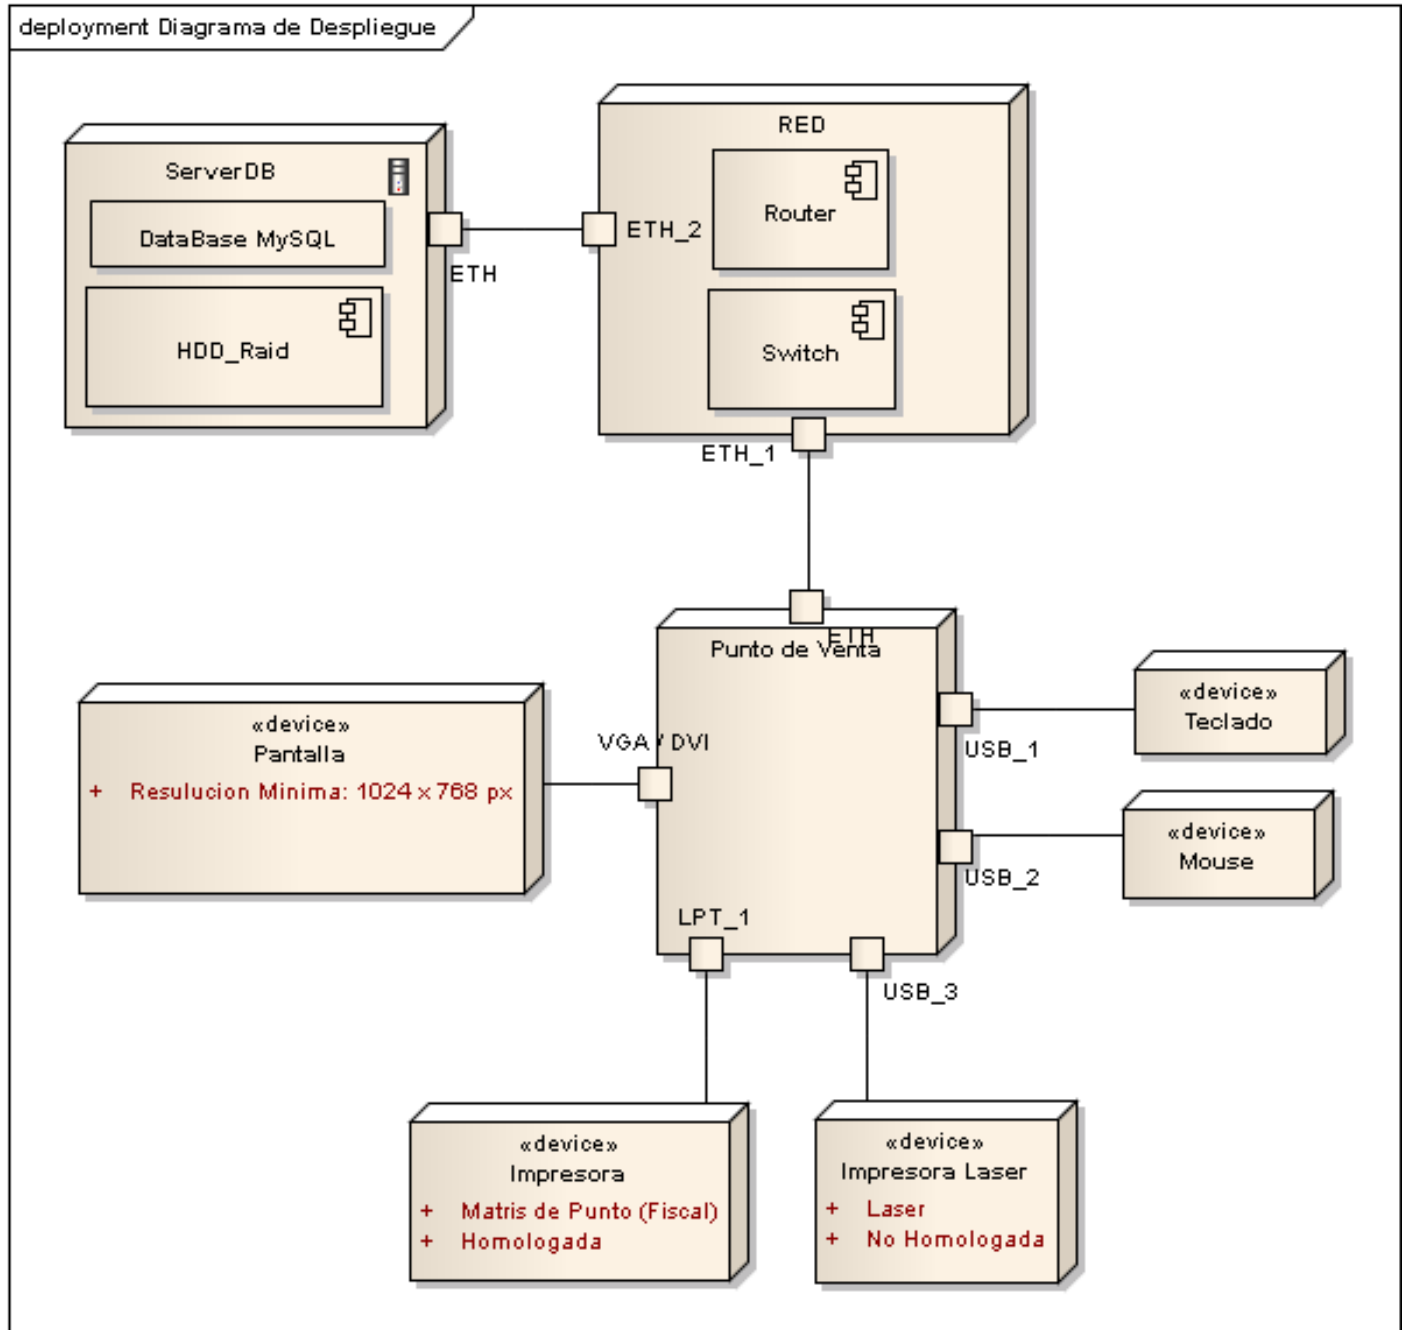 deployment Diagrama de Despliegue
RED
ServerDB
Router
DataBase MySQL
ETH_2
ETH
HDD_Raid
Switch
ETH_1
ETH
Punto de Venta
«device»
Teclado
«device»
Pantalla
VGA / DVI
USB_1
+ Resulucion Minima: 1024 x 768 px
«device»
Mouse
USB_2
LPT_1
USB_3
«device»
Impresora
+ Matris de Punto (Fiscal)
+ Homologada
«device»
Impresora Laser
+ Laser
+ No Homologada